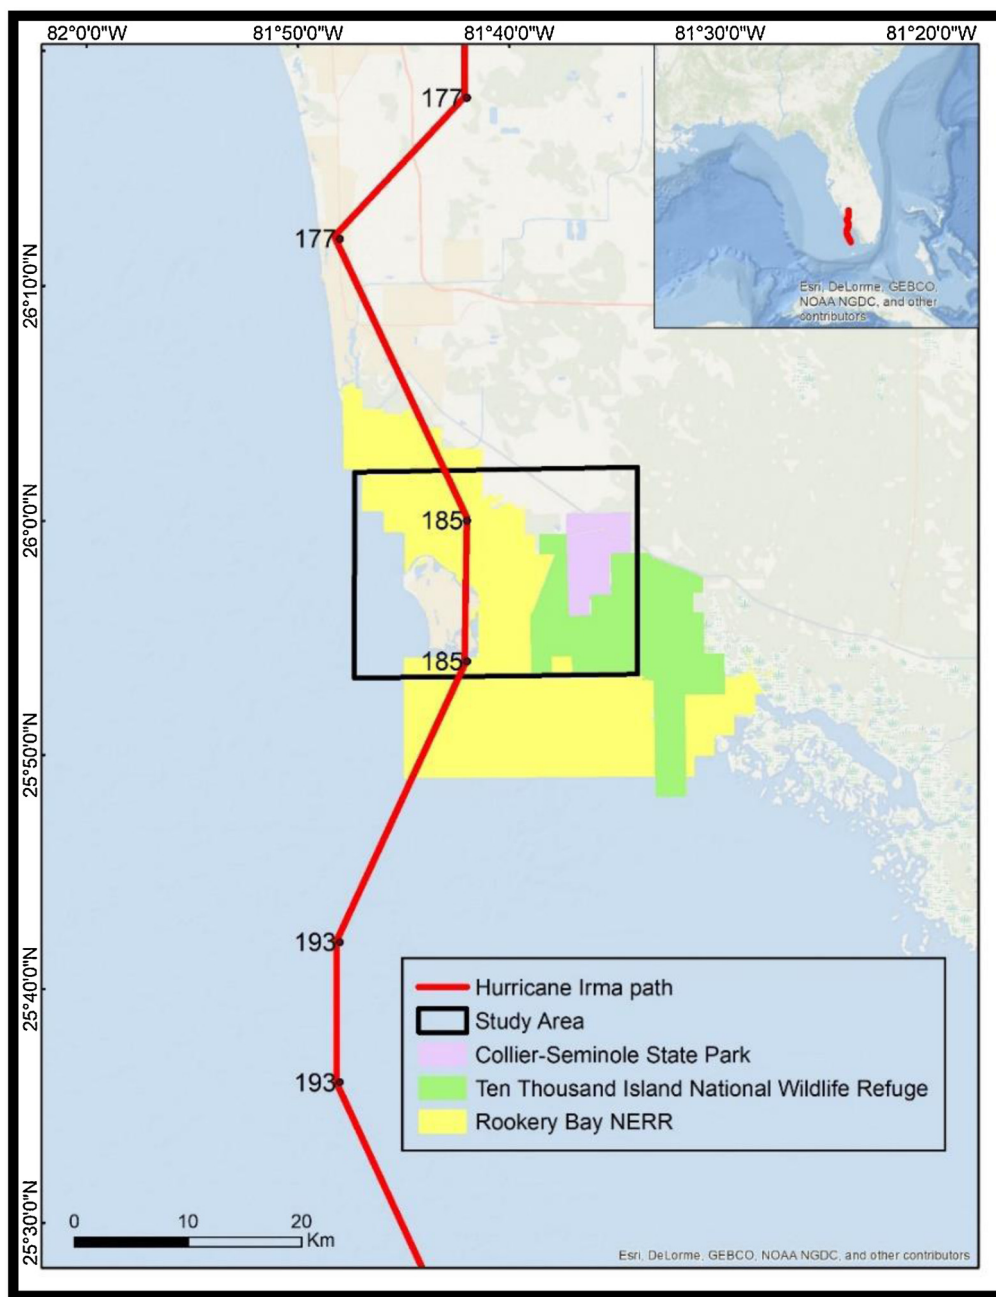 82°0'0"W 81°50'0"W 81°40'0"W 81°30'0"W 81°20'0"W
177
177
26°10'0"N
Esri, DeLorme, GEBCO,
NOAA NGDC, and other
contributors
185
26°0'0"N
185
25°50'0"N
193
25°40'0"N
193
Hurricane Irma path
Study Area
Collier-Seminole State Park
Ten Thousand Island National Wildlife Refuge
Rookery Bay NERR
25°30'0"N
0 10 20
Km
Esri, DeLorme, GEBCO, NOAA NGDC, and other contributors